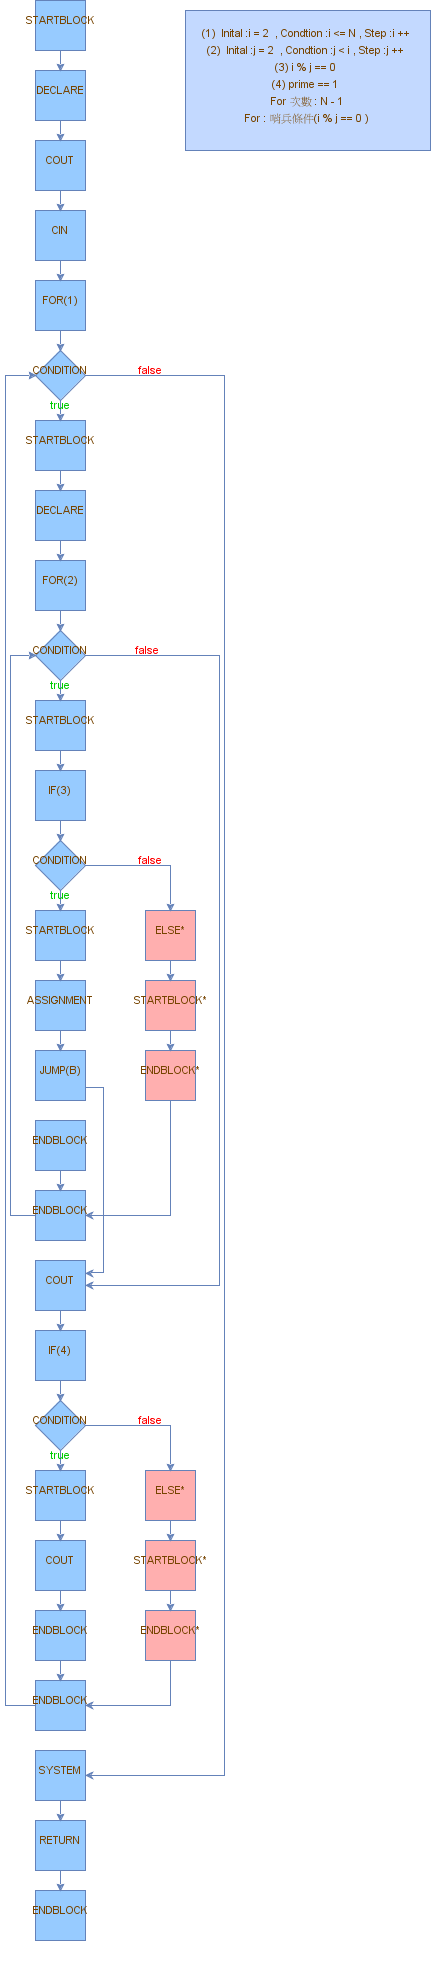 STARTBLOCK
(1) Inital :i = 2 , Condtion :i <= N , Step :i ++
(2) Inital :j = 2 , Condtion :j < i , Step :j ++
(3) i % j == 0
(4) prime == 1
For 次數 : N - 1
For : 哨兵條件(i % j == 0 )
DECLARE
COUT
CIN
FOR(1)
CONDITION
false
true
STARTBLOCK
DECLARE
FOR(2)
CONDITION
false
true
STARTBLOCK
IF(3)
CONDITION
false
true
STARTBLOCK
ELSE*
ASSIGNMENT
STARTBLOCK*
JUMP(B)
ENDBLOCK*
ENDBLOCK
ENDBLOCK
COUT
IF(4)
CONDITION
false
true
STARTBLOCK
ELSE*
COUT
STARTBLOCK*
ENDBLOCK
ENDBLOCK*
ENDBLOCK
SYSTEM
RETURN
ENDBLOCK